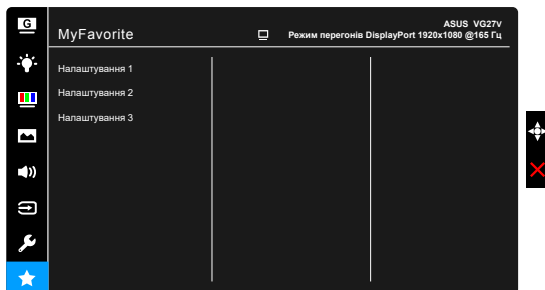 G
ASUS VG27V
MyFavorite
Режим перегонів DisplayPort 1920x1080 @165 Гц
Налаштування 1
Налаштування 2
Налаштування 3